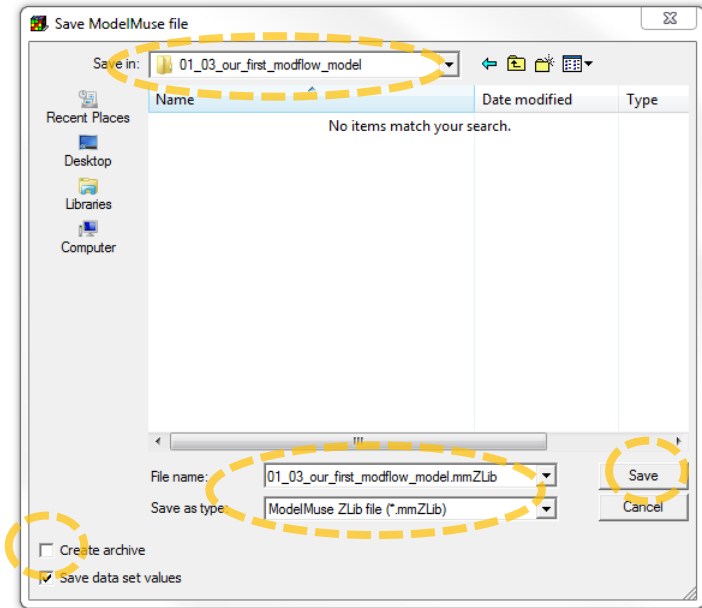 Save ModelMuse file
Save in: 01_03_our_first_modflow_model
Name Date modified Type
No items match your search.
Recent Places
Desktop
Libraries
Computer
File name: 01_03_our_first_modflow_model.mmZLib Save
Save as type: ModelMuse ZLib file (*.mmZLib) Cancel
Create archive
Save data set values